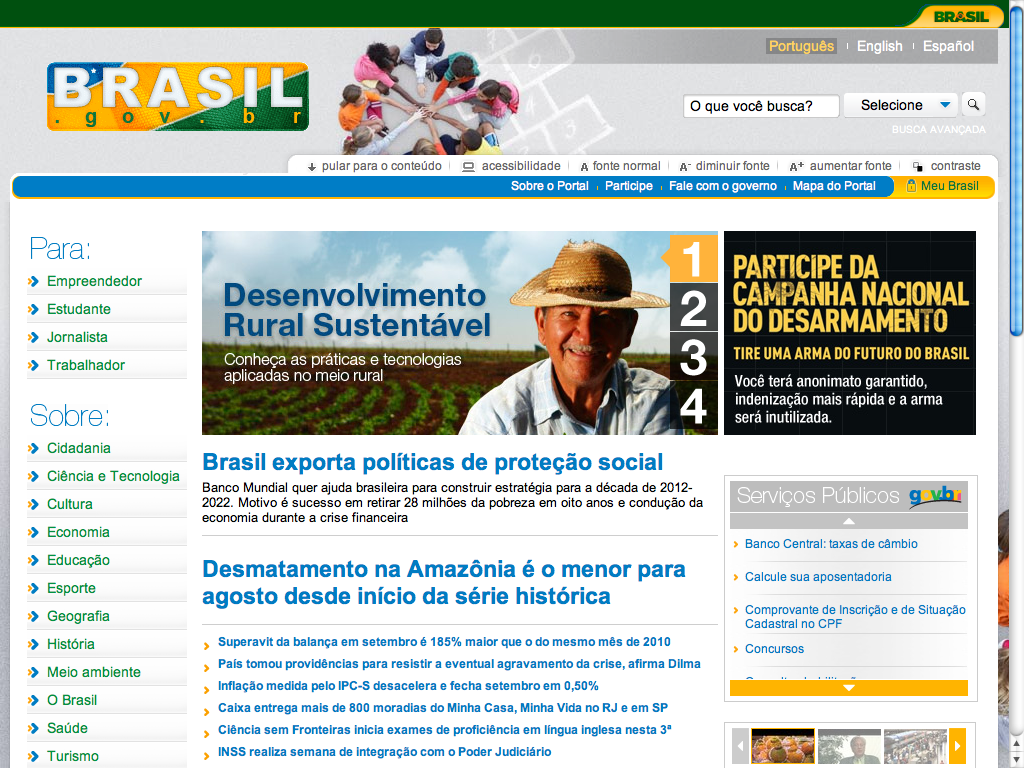 BRASIL
Português English Español
BRASIL
.gov.br
O que você busca? Selecione
BUSCA AVANÇADA
pular para o conteúdo acessibilidade A fonte normal A- diminuir fonte A+ aumentar fonte contraste
Sobre o Portal Participe Fale com o governo Mapa do Portal Meu Brasil
Para:
Empreendedor
Estudante
Jornalista
Trabalhador
Sobre:
Cidadania
Ciência e Tecnologia
Cultura
Economia
Educação
Esporte
Geografia
História
Meio ambiente
O Brasil
Saúde
Turismo
Desenvolvimento
Rural Sustentável
Conheça as práticas e tecnologias
aplicadas no meio rural
1
2
3
4
Brasil exporta políticas de proteção social
Banco Mundial quer ajuda brasileira para construir estratégia para a década de 2012-
2022. Motivo é sucesso em retirar 28 milhões da pobreza em oito anos e condução da
economia durante a crise financeira
Desmatamento na Amazônia é o menor para
agosto desde início da série histórica
Superavit da balança em setembro é 185% maior que o do mesmo mês de 2010
País tomou providências para resistir a eventual agravamento da crise, afirma Dilma
Inflação medida pelo IPC-S desacelera e fecha setembro em 0,50%
Caixa entrega mais de 800 moradias do Minha Casa, Minha Vida no RJ e em SP
Ciência sem Fronteiras inicia exames de proficiência em língua inglesa nesta 3ª
INSS realiza semana de integração com o Poder Judiciário
PARTICIPE DA
CAMPANHA NACIONAL
DO DESARMAMENTO
TIRE UMA ARMA DO FUTURO DO BRASIL
Você terá anonimato garantido,
indenização mais rápida e a arma
será inutilizada.
Serviços Públicos govbr
Banco Central: taxas de câmbio
Calcule sua aposentadoria
Comprovante de Inscrição e de Situação
Cadastral no CPF
Concursos